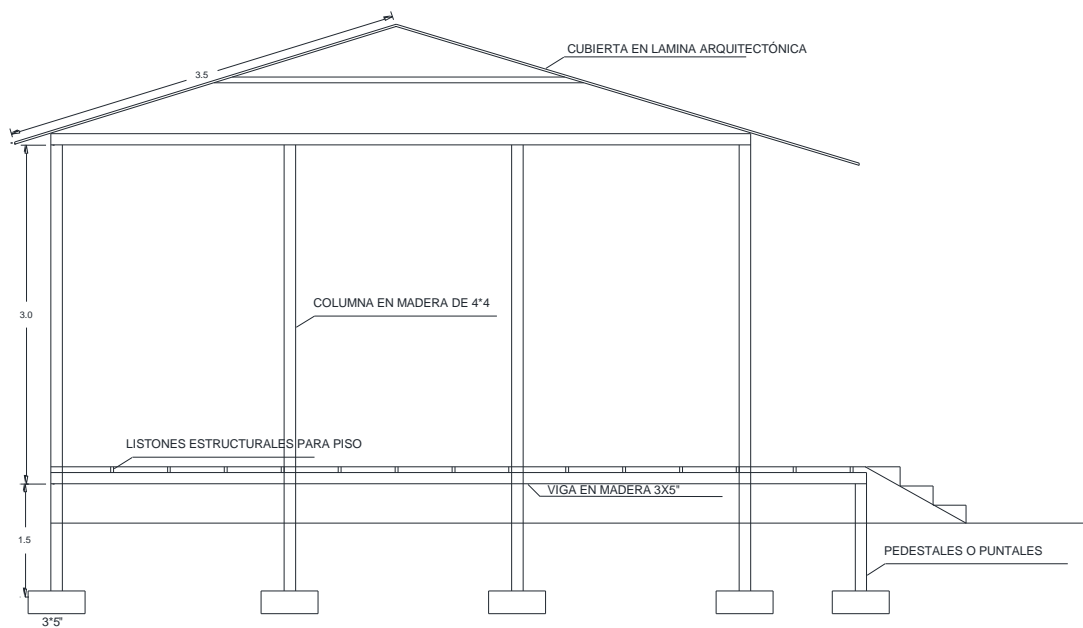 3.5
CUBIERTA EN LAMINA ARQUITECTÓNICA
3.0
COLUMNA EN MADERA DE 4*4
LISTONES ESTRUCTURALES PARA PISO
VIGA EN MADERA 3X5"
1.5
PEDESTALES O PUNTALES
3*5"